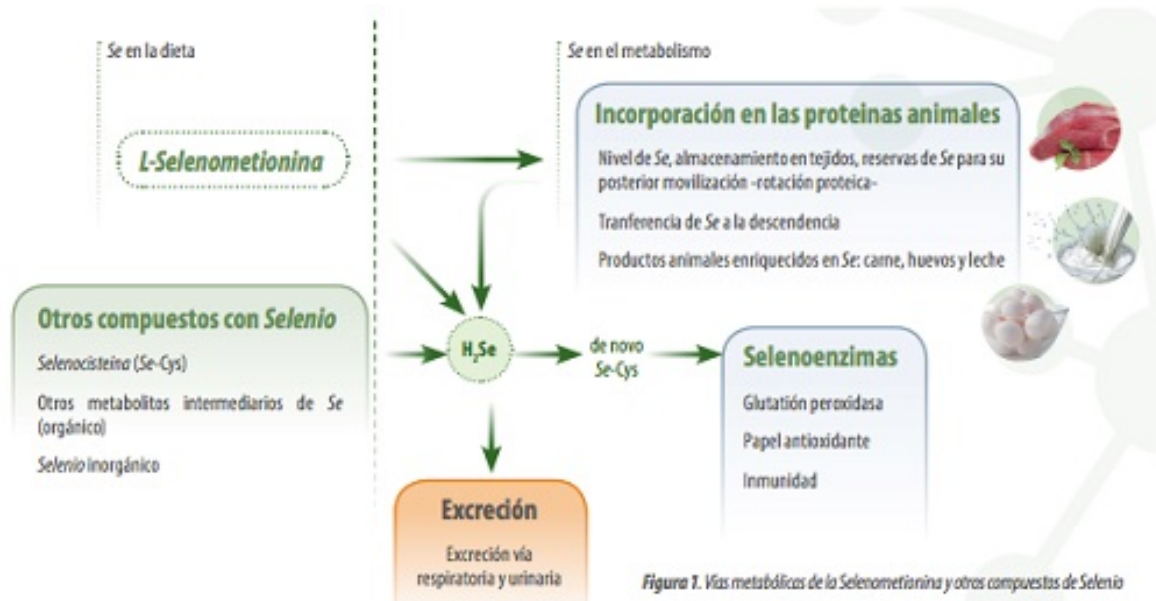 Se en la dieta
Se en el metabolismo
L-Selenometionina
Incorporación en las proteinas animales
Nivel de Se, almacenamiento en tejidos, reservas de Se para su
posterior movilización -rotación proteica-
Tranferencia de Se a la descendencia
Productos animales enriquecidos en Se: carne, huevos y leche
Otros compuestos con Selenio
Selenocisteína (Se-Cys)
Otros metabolitos intermediarios de Se
(orgánico)
Selenio inorgánico
H₂Se
de novo
Se-Cys
Selenoenzimas
Glutatión peroxidasa
Papel antioxidante
Inmunidad
Excreción
Excreción vía
respiratoria y urinaria
Figura 1. Vías metabólicas de la Selenometionina y otros compuestos de Selenio